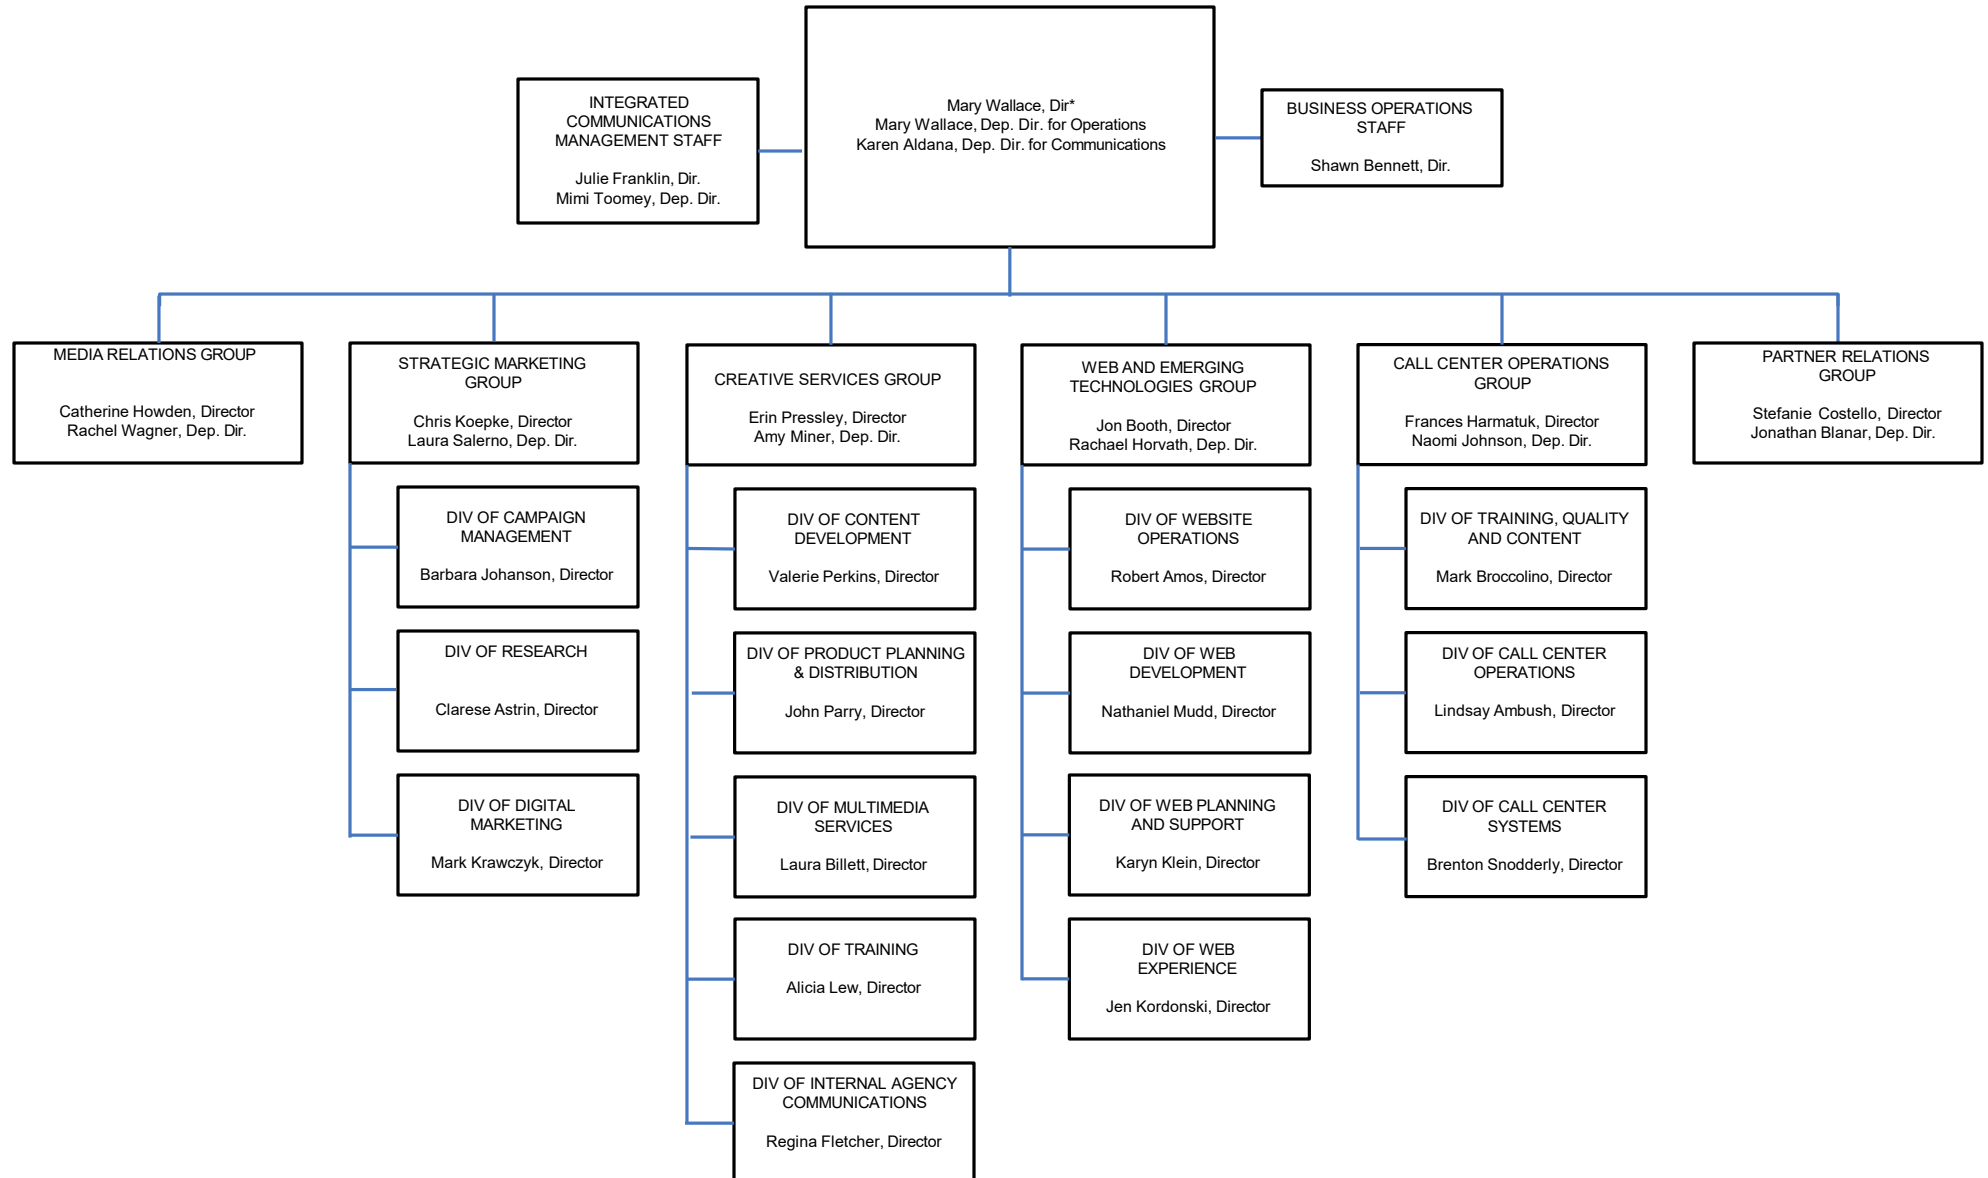 INTEGRATED
COMMUNICATIONS
MANAGEMENT STAFF
Julie Franklin, Dir.
Mimi Toomey, Dep. Dir.
Mary Wallace, Dir*
Mary Wallace, Dep. Dir. for Operations
Karen Aldana, Dep. Dir. for Communications
BUSINESS OPERATIONS
STAFF
Shawn Bennett, Dir.
MEDIA RELATIONS GROUP
Catherine Howden, Director
Rachel Wagner, Dep. Dir.
STRATEGIC MARKETING
GROUP
Chris Koepke, Director
Laura Salerno, Dep. Dir.
DIV OF CAMPAIGN
MANAGEMENT
Barbara Johanson, Director
DIV OF RESEARCH
Clarese Astrin, Director
DIV OF DIGITAL
MARKETING
Mark Krawczyk, Director
CREATIVE SERVICES GROUP
Erin Pressley, Director
Amy Miner, Dep. Dir.
DIV OF CONTENT
DEVELOPMENT
Valerie Perkins, Director
DIV OF PRODUCT PLANNING
& DISTRIBUTION
John Parry, Director
DIV OF MULTIMEDIA
SERVICES
Laura Billett, Director
DIV OF TRAINING
Alicia Lew, Director
DIV OF INTERNAL AGENCY
COMMUNICATIONS
Regina Fletcher, Director
WEB AND EMERGING
TECHNOLOGIES GROUP
Jon Booth, Director
Rachael Horvath, Dep. Dir.
DIV OF WEBSITE
OPERATIONS
Robert Amos, Director
DIV OF WEB
DEVELOPMENT
Nathaniel Mudd, Director
DIV OF WEB PLANNING
AND SUPPORT
Karyn Klein, Director
DIV OF WEB
EXPERIENCE
Jen Kordonski, Director
CALL CENTER OPERATIONS
GROUP
Frances Harmatuk, Director
Naomi Johnson, Dep. Dir.
DIV OF TRAINING, QUALITY
AND CONTENT
Mark Broccolino, Director
DIV OF CALL CENTER
OPERATIONS
Lindsay Ambush, Director
DIV OF CALL CENTER
SYSTEMS
Brenton Snodderly, Director
PARTNER RELATIONS
GROUP
Stefanie Costello, Director
Jonathan Blanar, Dep. Dir.